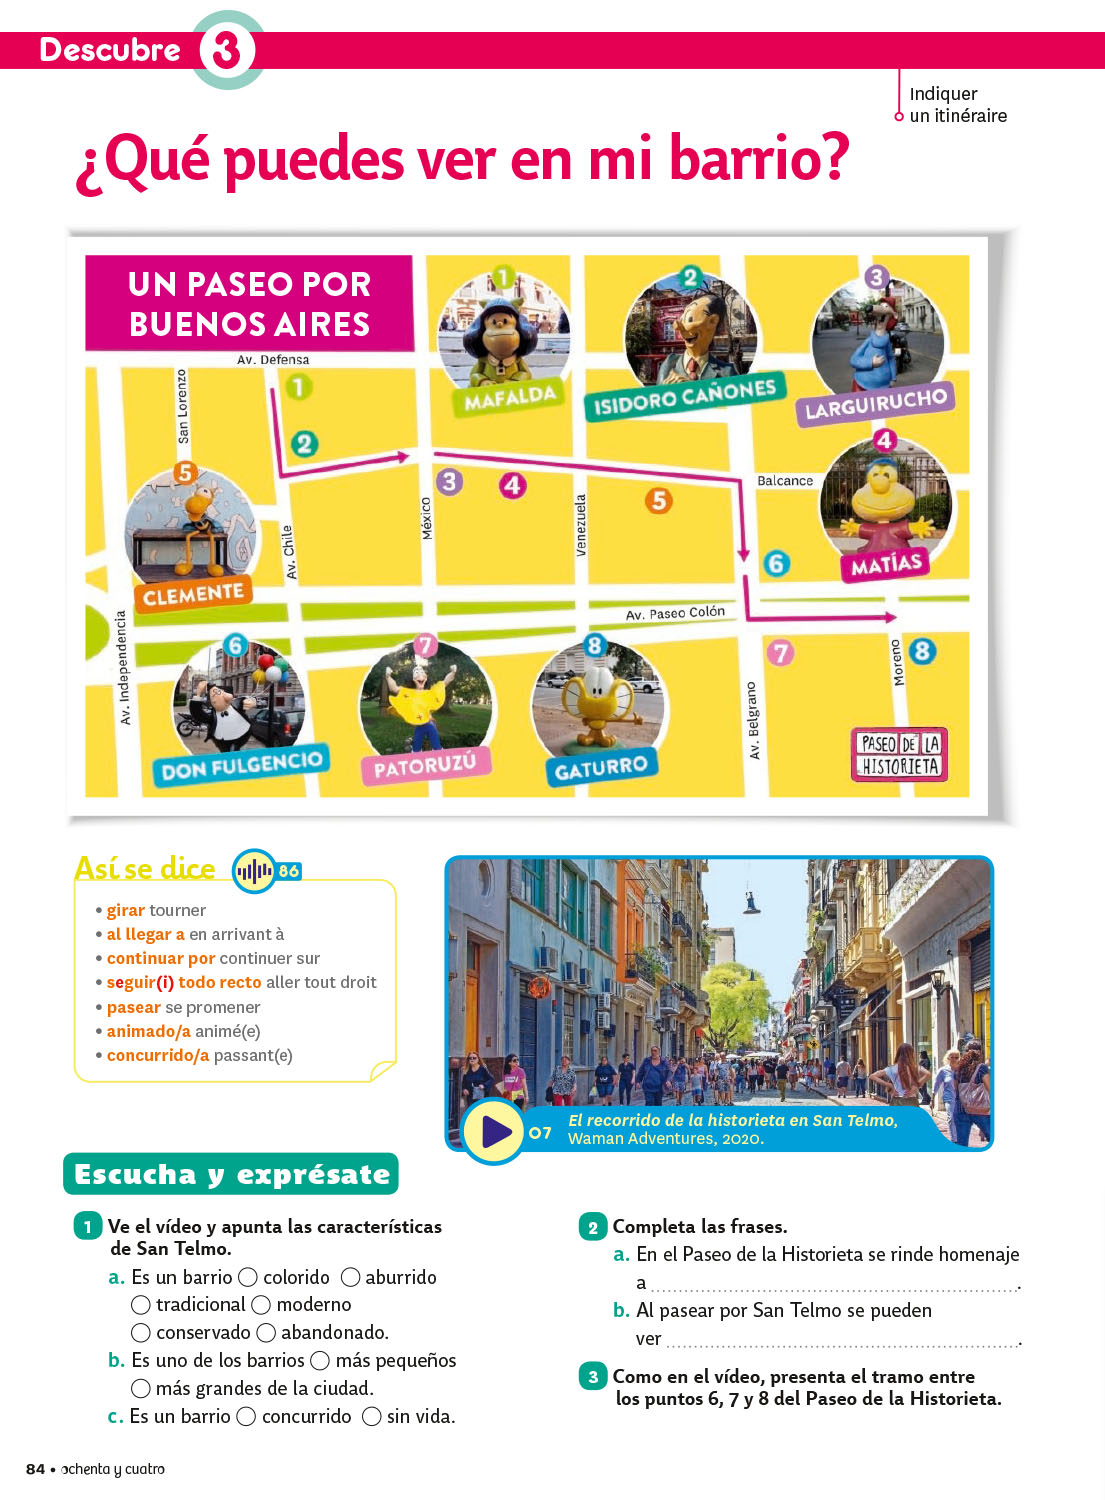 Descubre 3
Indiquer
un itinéraire
¿Qué puedes ver en mi barrio?
UN PASEO POR
BUENOS AIRES
1
MAFALDA
2
ISIDORO CAÑONES
3
LARGUIRUCHO
Av. Defensa
San Lorenzo
1
2
4
MATÍAS
5
CLEMENTE
3
4
5
Balcance
México
Venezuela
Av. Chile
6
Av. Paseo Colón
Av. Independencia
6
DON FULGENCIO
7
PATORUZÚ
8
GATURRO
7
8
Moreno
Av. Belgrano
PASEO DE LA
HISTORIETA
Así se dice
86
• girar tourner
• al llegar a en arrivant à
• continuar por continuer sur
• seguir(i) todo recto aller tout droit
• pasear se promener
• animado/a animé(e)
• concurrido/a passant(e)
07
El recorrido de la historieta en San Telmo,
Waman Adventures, 2020.
Escucha y exprésate
1 Ve el vídeo y apunta las características
de San Telmo.
a. Es un barrio ◯ colorido ◯ aburrido
◯ tradicional ◯ moderno
◯ conservado ◯ abandonado.
b. Es uno de los barrios ◯ más pequeños
◯ más grandes de la ciudad.
c. Es un barrio ◯ concurrido ◯ sin vida.
2 Completa las frases.
a. En el Paseo de la Historieta se rinde homenaje
a ..............................................................................
b. Al pasear por San Telmo se pueden
ver ..............................................................................
3 Como en el vídeo, presenta el tramo entre
los puntos 6, 7 y 8 del Paseo de la Historieta.
84 • ochenta y cuatro